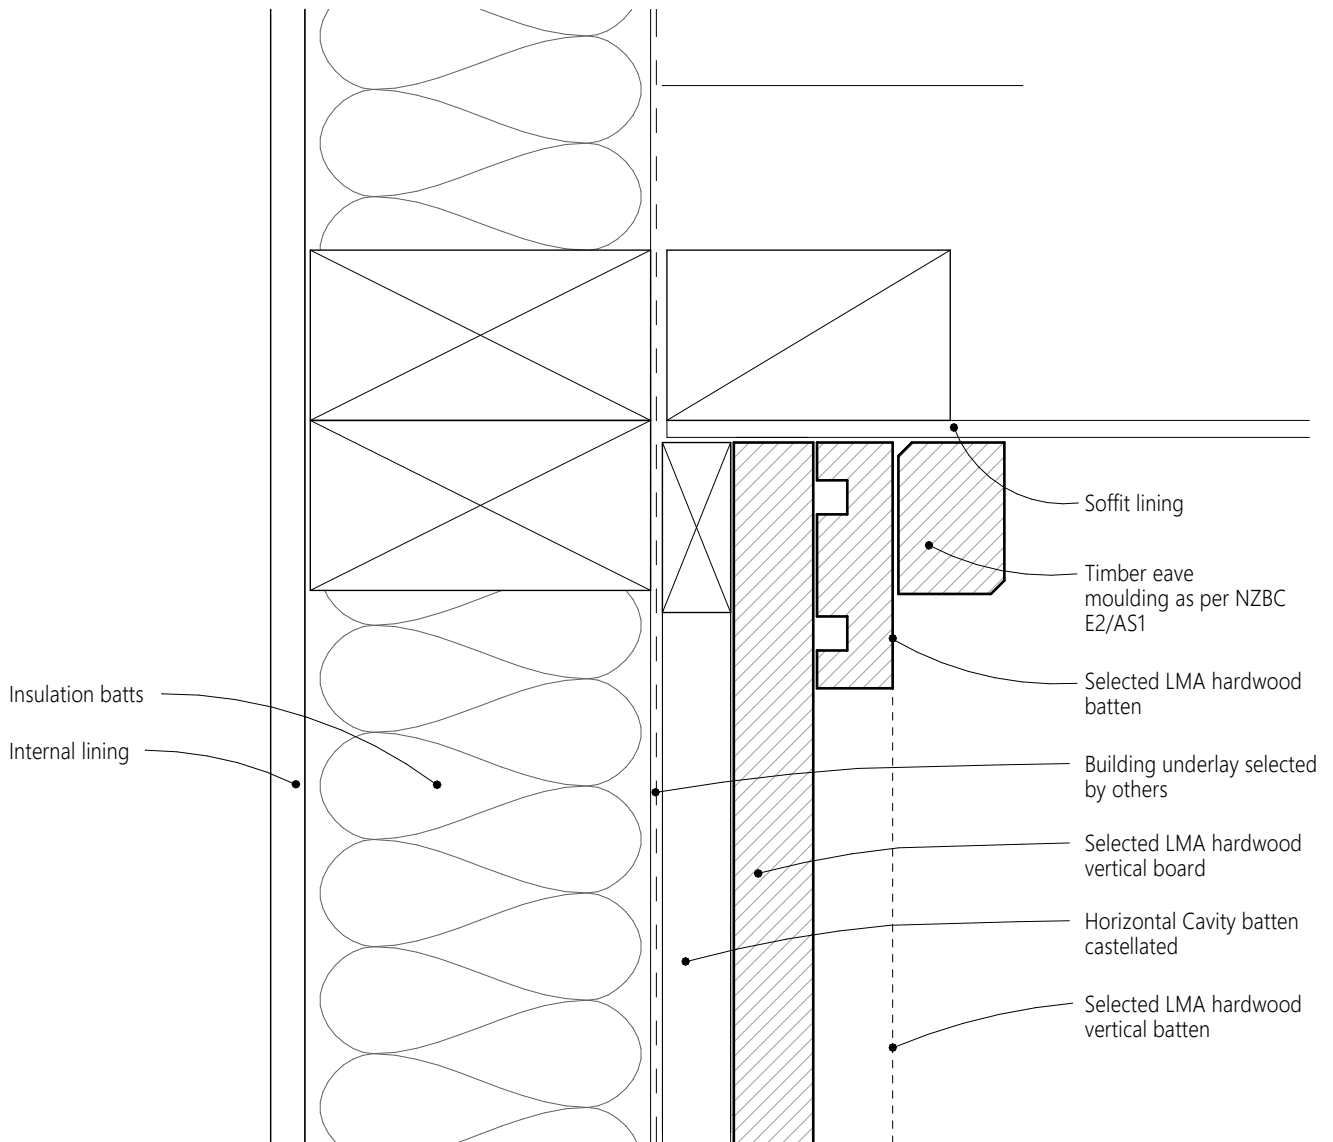 Soffit lining
Timber eave
moulding as per NZBC
E2/AS1
Selected LMA hardwood
batten
Insulation batts
Internal lining
Building underlay selected
by others
Selected LMA hardwood
vertical board
Horizontal Cavity batten
castellated
Selected LMA hardwood
vertical batten